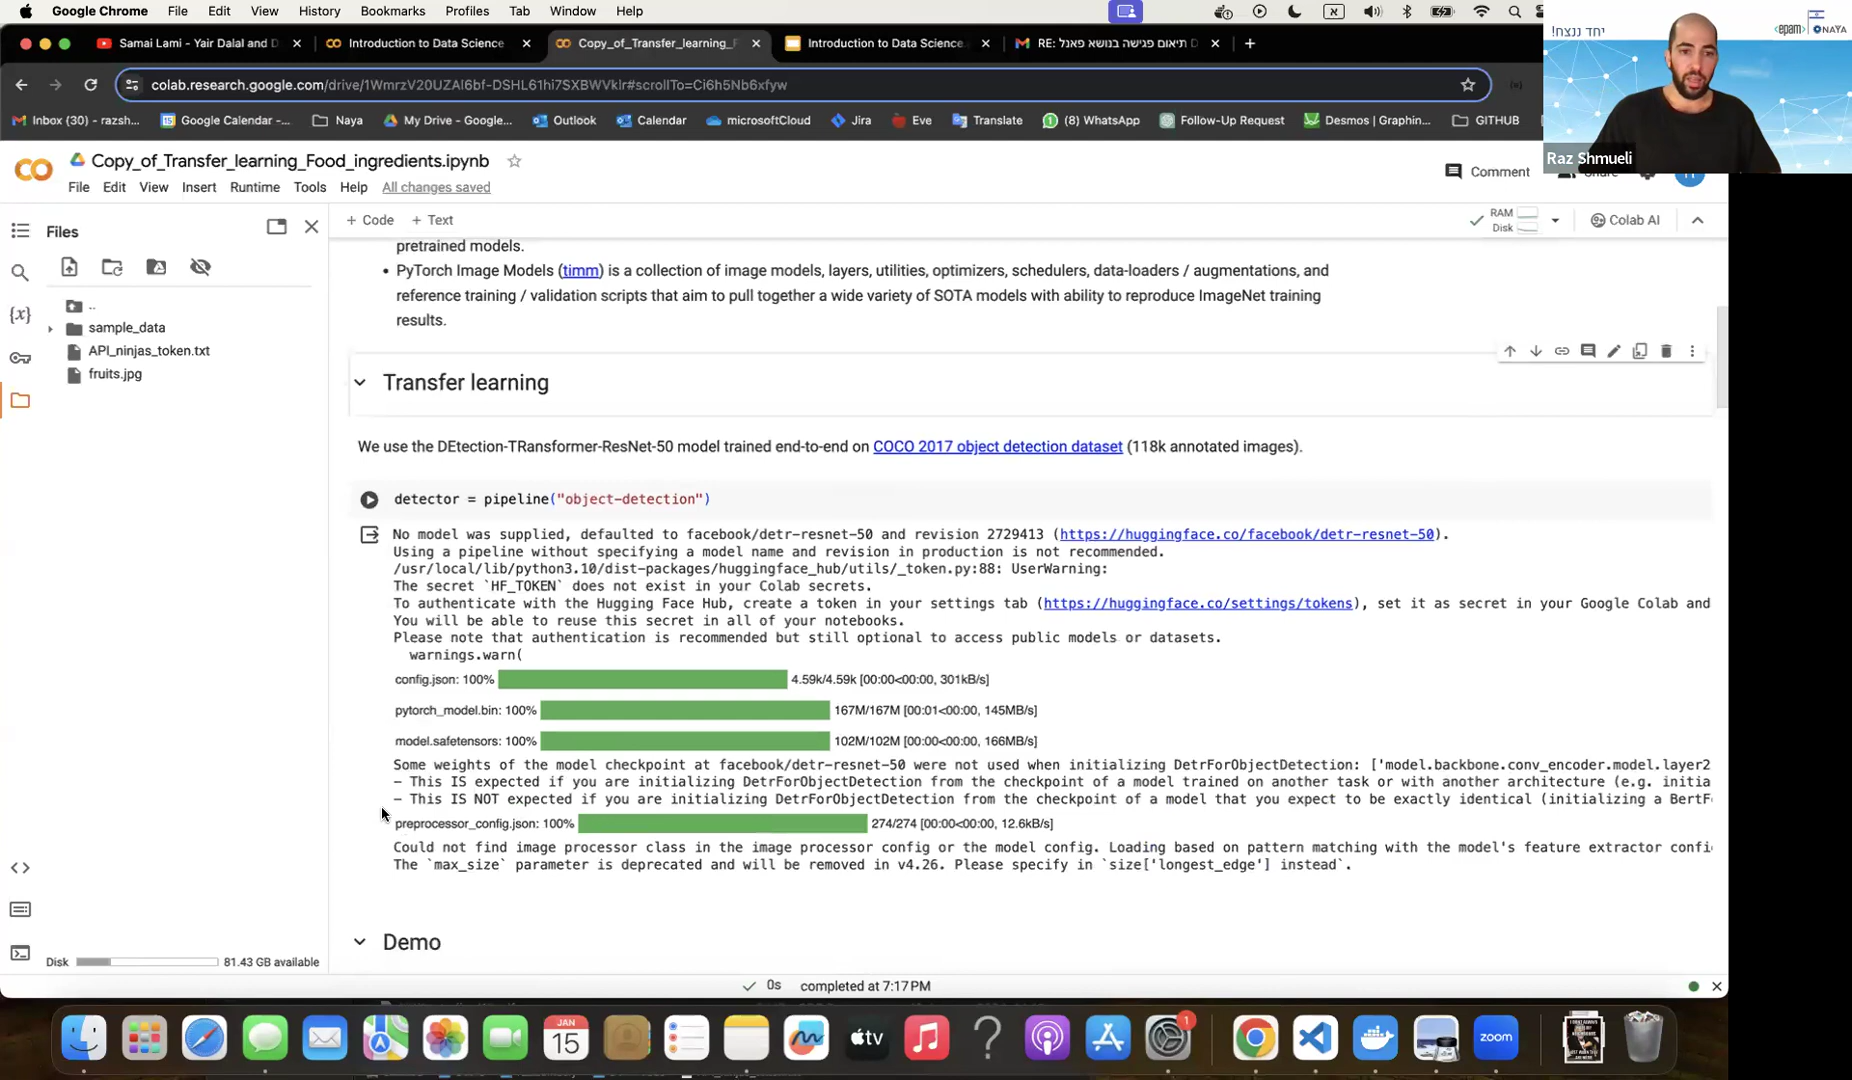 Google Chrome File Edit View History Bookmarks Profiles Tab Window Help
יחד ננצח!
<epam> NAYA
Samai Lami - Yair Dalal and D
Introduction to Data Science
Copy_of_Transfer_learning_F
Introduction to Data Science
RE: תיאום פגישה בנושא פאנל D
colab.research.google.com/drive/1WmrzV20UZAl6bf-DSHL61hi7SXBWVklr#scrollTo=Ci6h5Nb6xfyw
Inbox (30) - razsh...
Google Calendar -...
Naya
My Drive - Google...
Outlook
Calendar
microsoftCloud
Jira
Eve
Translate
(8) WhatsApp
Follow-Up Request
Desmos | Graphin...
GITHUB
Raz Shmueli
Copy_of_Transfer_learning_Food_ingredients.ipynb
Comment
Share
File Edit View Insert Runtime Tools Help All changes saved
Files
+ Code + Text
RAM
Disk
Colab AI
..
sample_data
API_ninjas_token.txt
fruits.jpg
pretrained models.
• PyTorch Image Models (timm) is a collection of image models, layers, utilities, optimizers, schedulers, data-loaders / augmentations, and
reference training / validation scripts that aim to pull together a wide variety of SOTA models with ability to reproduce ImageNet training
results.
Transfer learning
We use the DEtection-TRansformer-ResNet-50 model trained end-to-end on COCO 2017 object detection dataset (118k annotated images).
detector = pipeline("object-detection")
No model was supplied, defaulted to facebook/detr-resnet-50 and revision 2729413 (https://huggingface.co/facebook/detr-resnet-50).
Using a pipeline without specifying a model name and revision in production is not recommended.
/usr/local/lib/python3.10/dist-packages/huggingface_hub/utils/_token.py:88: UserWarning:
The secret `HF_TOKEN` does not exist in your Colab secrets.
To authenticate with the Hugging Face Hub, create a token in your settings tab (https://huggingface.co/settings/tokens), set it as secret in your Google Colab and
You will be able to reuse this secret in all of your notebooks.
Please note that authentication is recommended but still optional to access public models or datasets.
warnings.warn(
config.json: 100% 4.59k/4.59k [00:00<00:00, 301kB/s]
pytorch_model.bin: 100% 167M/167M [00:01<00:00, 145MB/s]
model.safetensors: 100% 102M/102M [00:00<00:00, 166MB/s]
Some weights of the model checkpoint at facebook/detr-resnet-50 were not used when initializing DetrForObjectDetection: ['model.backbone.conv_encoder.model.layer2
- This IS expected if you are initializing DetrForObjectDetection from the checkpoint of a model trained on another task or with another architecture (e.g. initia
- This IS NOT expected if you are initializing DetrForObjectDetection from the checkpoint of a model that you expect to be exactly identical (initializing a BertF
preprocessor_config.json: 100% 274/274 [00:00<00:00, 12.6kB/s]
Could not find image processor class in the image processor config or the model config. Loading based on pattern matching with the model's feature extractor confi
The `max_size` parameter is deprecated and will be removed in v4.26. Please specify in `size['longest_edge'] instead`.
Demo
Disk 81.43 GB available
0s completed at 7:17 PM
JAN
15
tv
1
zoom